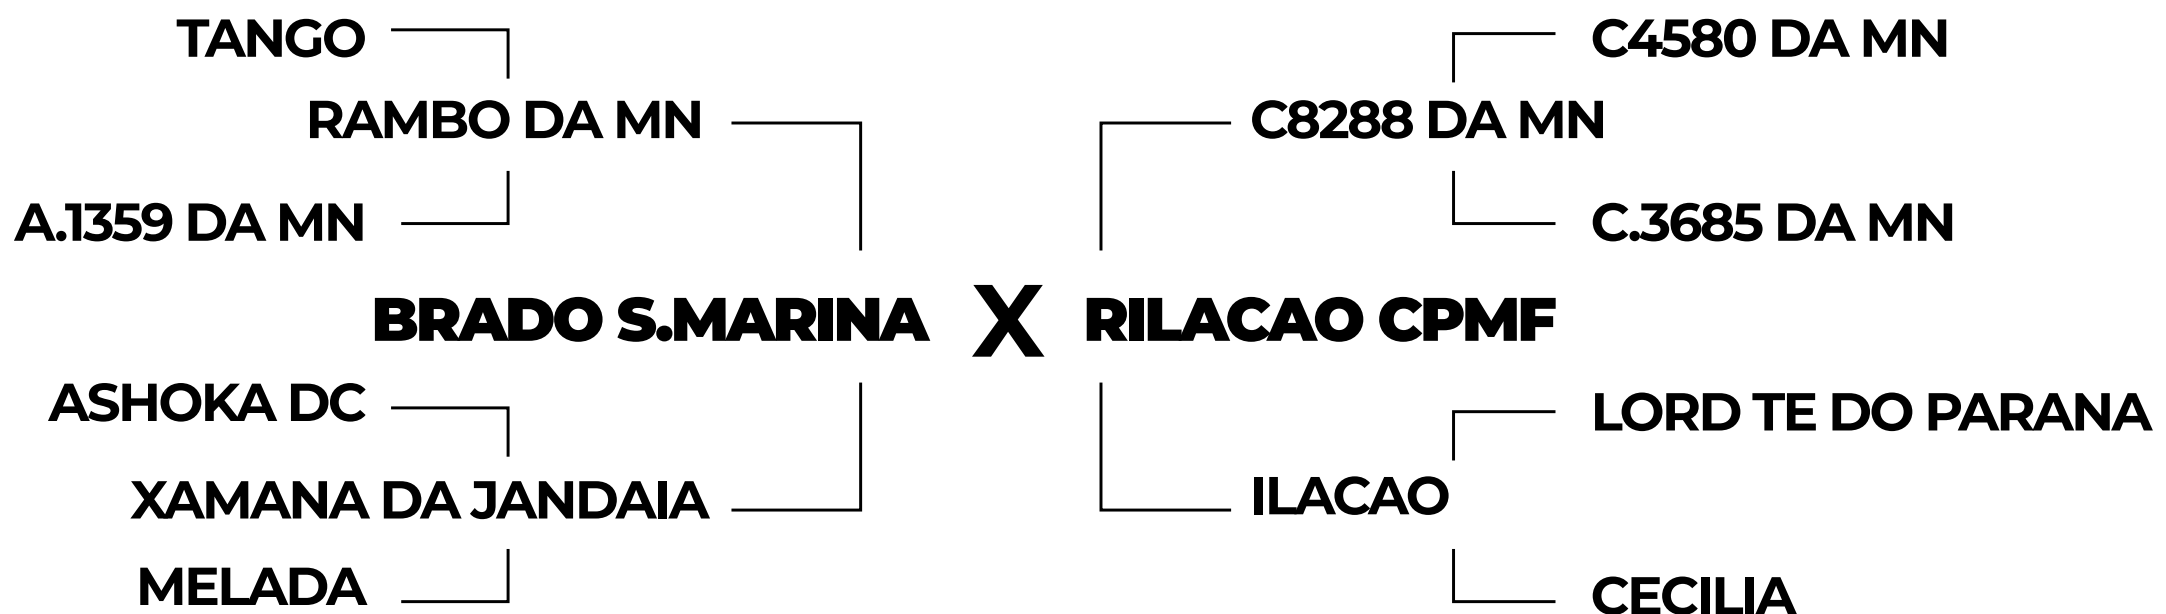 TANGO
C4580 DA MN
RAMBO DA MN
C8288 DA MN
A.1359 DA MN
C.3685 DA MN
BRADO S.MARINA X RILACAO CPMF
ASHOKA DC
LORD TE DO PARANA
XAMANA DA JANDAIA
ILACAO
MELADA
CECILIA